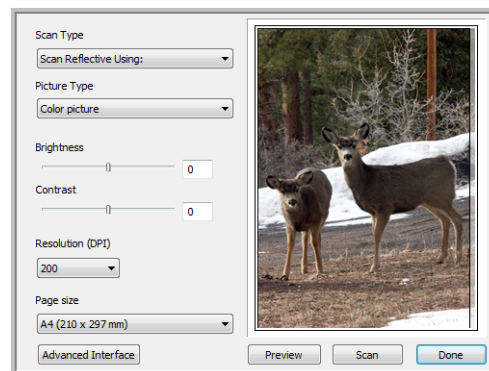 Scan Type
Scan Reflective Using:
Picture Type
Color picture
Brightness
0
Contrast
0
Resolution (DPI)
200
Page size
A4 (210 x 297 mm)
Advanced Interface
Preview
Scan
Done